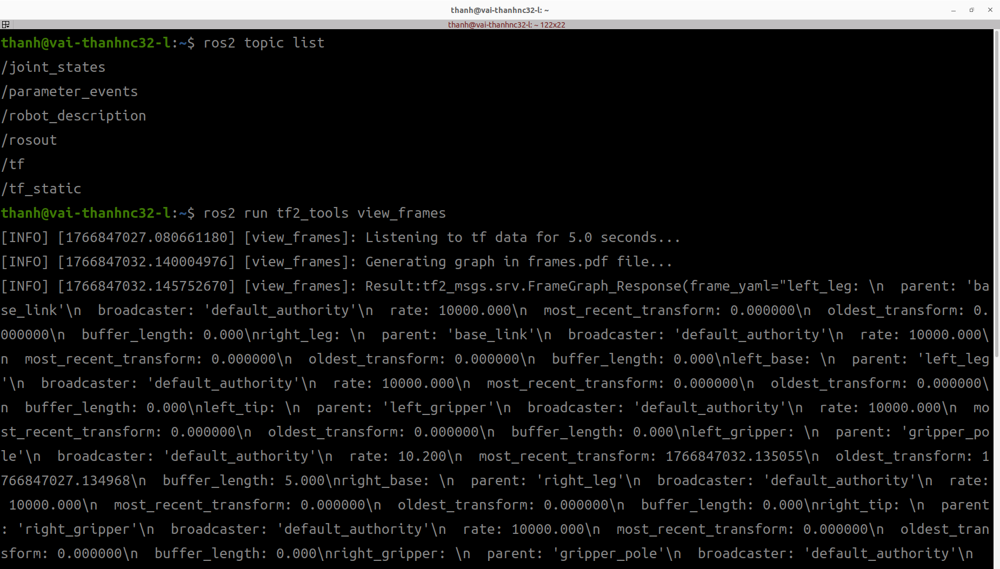 thanh@vai-thanhnc32-l: ~
thanh@vai-thanhnc32-l: ~ 122x22
thanh@vai-thanhnc32-l:~$ ros2 topic list
/joint_states
/parameter_events
/robot_description
/rosout
/tf
/tf_static
thanh@vai-thanhnc32-l:~$ ros2 run tf2_tools view_frames
[INFO] [1766847027.080661180] [view_frames]: Listening to tf data for 5.0 seconds...
[INFO] [1766847032.140004976] [view_frames]: Generating graph in frames.pdf file...
[INFO] [1766847032.145752670] [view_frames]: Result:tf2_msgs.srv.FrameGraph_Response(frame_yaml="left_leg: \n  parent: 'ba
se_link'\n  broadcaster: 'default_authority'\n  rate: 10000.000\n  most_recent_transform: 0.000000\n  oldest_transform: 0.
000000\n  buffer_length: 0.000\nright_leg: \n  parent: 'base_link'\n  broadcaster: 'default_authority'\n  rate: 10000.000\
n  most_recent_transform: 0.000000\n  oldest_transform: 0.000000\n  buffer_length: 0.000\nleft_base: \n  parent: 'left_leg
'\n  broadcaster: 'default_authority'\n  rate: 10000.000\n  most_recent_transform: 0.000000\n  oldest_transform: 0.000000\
n  buffer_length: 0.000\nleft_tip: \n  parent: 'left_gripper'\n  broadcaster: 'default_authority'\n  rate: 10000.000\n  mo
st_recent_transform: 0.000000\n  oldest_transform: 0.000000\n  buffer_length: 0.000\nleft_gripper: \n  parent: 'gripper_po
le'\n  broadcaster: 'default_authority'\n  rate: 10.200\n  most_recent_transform: 1766847032.135055\n  oldest_transform: 1
766847027.134968\n  buffer_length: 5.000\nright_base: \n  parent: 'right_leg'\n  broadcaster: 'default_authority'\n  rate:
 10000.000\n  most_recent_transform: 0.000000\n  oldest_transform: 0.000000\n  buffer_length: 0.000\nright_tip: \n  parent
: 'right_gripper'\n  broadcaster: 'default_authority'\n  rate: 10000.000\n  most_recent_transform: 0.000000\n  oldest_tran
sform: 0.000000\n  buffer_length: 0.000\nright_gripper: \n  parent: 'gripper_pole'\n  broadcaster: 'default_authority'\n